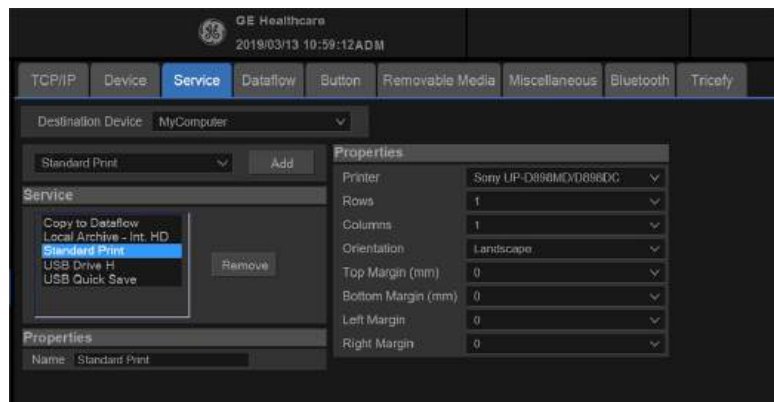 GE Healthcare
2019/03/13 10:59:12ADM
TCP/IP Device Service Dataflow Button Removable Media Miscellaneous Bluetooth Tricefy
Destination Device MyComputer
Standard Print Add
Service
Copy to Dataflow
Local Archive - Int. HD
Standard Print
USB Drive H
USB Quick Save
Remove
Properties
Name Standard Print
Properties
Printer Sony UP-D898MD/D898DC
Rows 1
Columns 1
Orientation Landscape
Top Margin (mm) 0
Bottom Margin (mm) 0
Left Margin 0
Right Margin 0